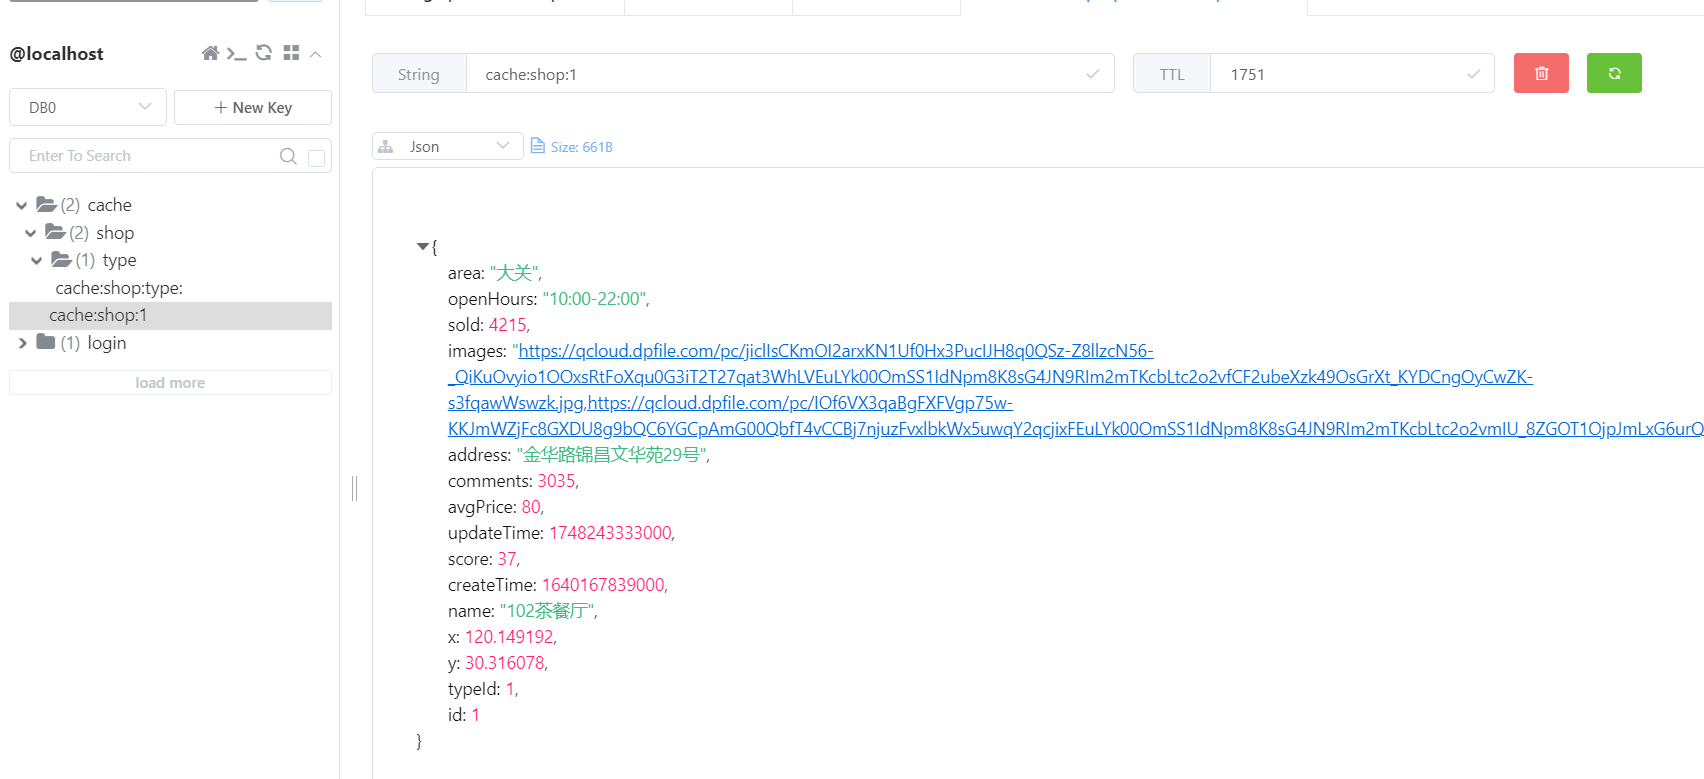 @localhost
DB0
+ New Key
Enter To Search
(2) cache
(2) shop
(1) type
cache:shop:type:
cache:shop:1
(1) login
load more
String cache:shop:1 TTL 1751
Json Size: 661B
{
area: "大关",
openHours: "10:00-22:00",
sold: 4215,
images: "https://qcloud.dpfile.com/pc/jiclIsCKmOI2arxKN1Uf0Hx3PucIJH8q0QSz-Z8llzcN56-
_QiKuOvyio1OOxsRtFoXqu0G3iT2T27qat3WhLVEuLYk00OmSS1IdNpm8K8sG4JN9RIm2mTKcbLtc2o2vfCF2ubeXzk49OsGrXt_KYDCngOyCwZK-
s3fqawWswzk.jpg,https://qcloud.dpfile.com/pc/IOf6VX3qaBgFXFVgp75w-
KKJmWZjFc8GXDU8g9bQC6YGCpAmG00QbfT4vCCBj7njuzFvxlbkWx5uwqY2qcjixFEuLYk00OmSS1IdNpm8K8sG4JN9RIm2mTKcbLtc2o2vmIU_8ZGOT1OjpJmLxG6urQ
address: "金华路锦昌文华苑29号",
comments: 3035,
avgPrice: 80,
updateTime: 1748243333000,
score: 37,
createTime: 1640167839000,
name: "102茶餐厅",
x: 120.149192,
y: 30.316078,
typeId: 1,
id: 1
}